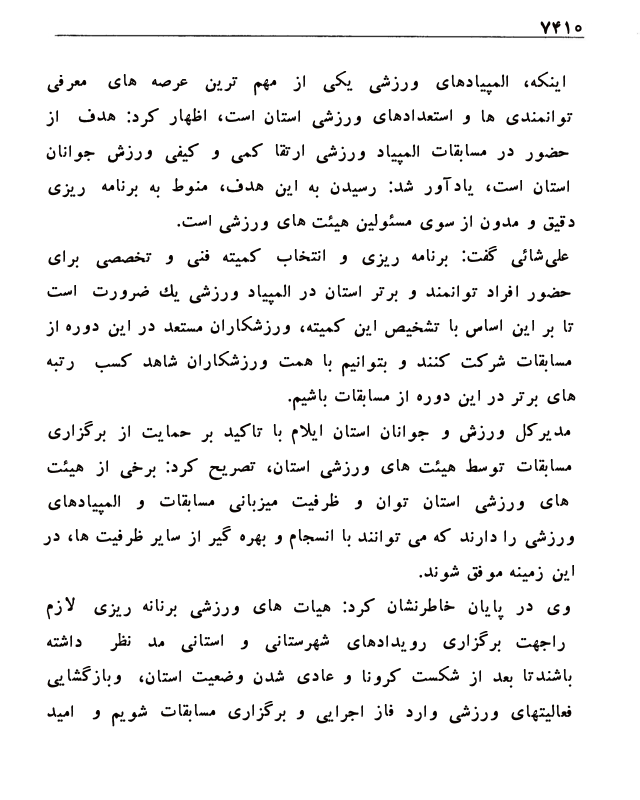 ۷۴۱۰
اینکه، المپیادهای ورزشی یکی از مهم ترین عرصه های معرفی
توانمندی ها و استعدادهای ورزشی استان است، اظهار کرد: هدف از
حضور در مسابقات المپیاد ورزشی ارتقا کمی و کیفی ورزش جوانان
استان است، یادآور شد: رسیدن به این هدف، منوط به برنامه ریزی
دقیق و مدون از سوی مسئولین هیئت های ورزشی است.
علی‌شائی گفت: برنامه ریزی و انتخاب کمیته فنی و تخصصی برای
حضور افراد توانمند و برتر استان در المپیاد ورزشی یك ضرورت است
تا بر این اساس با تشخیص این کمیته، ورزشکاران مستعد در این دوره از
مسابقات شرکت کنند و بتوانیم با همت ورزشکاران شاهد کسب رتبه
های برتر در این دوره از مسابقات باشیم.
مدیرکل ورزش و جوانان استان ایلام با تاکید بر حمایت از برگزاری
مسابقات توسط هیئت های ورزشی استان، تصریح کرد: برخی از هیئت
های ورزشی استان توان و ظرفیت میزبانی مسابقات و المپیادهای
ورزشی را دارند که می توانند با انسجام و بهره گیر از سایر ظرفیت ها، در
این زمینه موفق شوند.
وی در پایان خاطرنشان کرد: هیات های ورزشی برنانه ریزی لازم
راجهت برگزاری رویدادهای شهرستانی و استانی مد نظر داشته
باشندتا بعد از شکست کرونا و عادی شدن وضعیت استان، وبازگشایی
فعالیتهای ورزشی وارد فاز اجرایی و برگزاری مسابقات شویم و امید